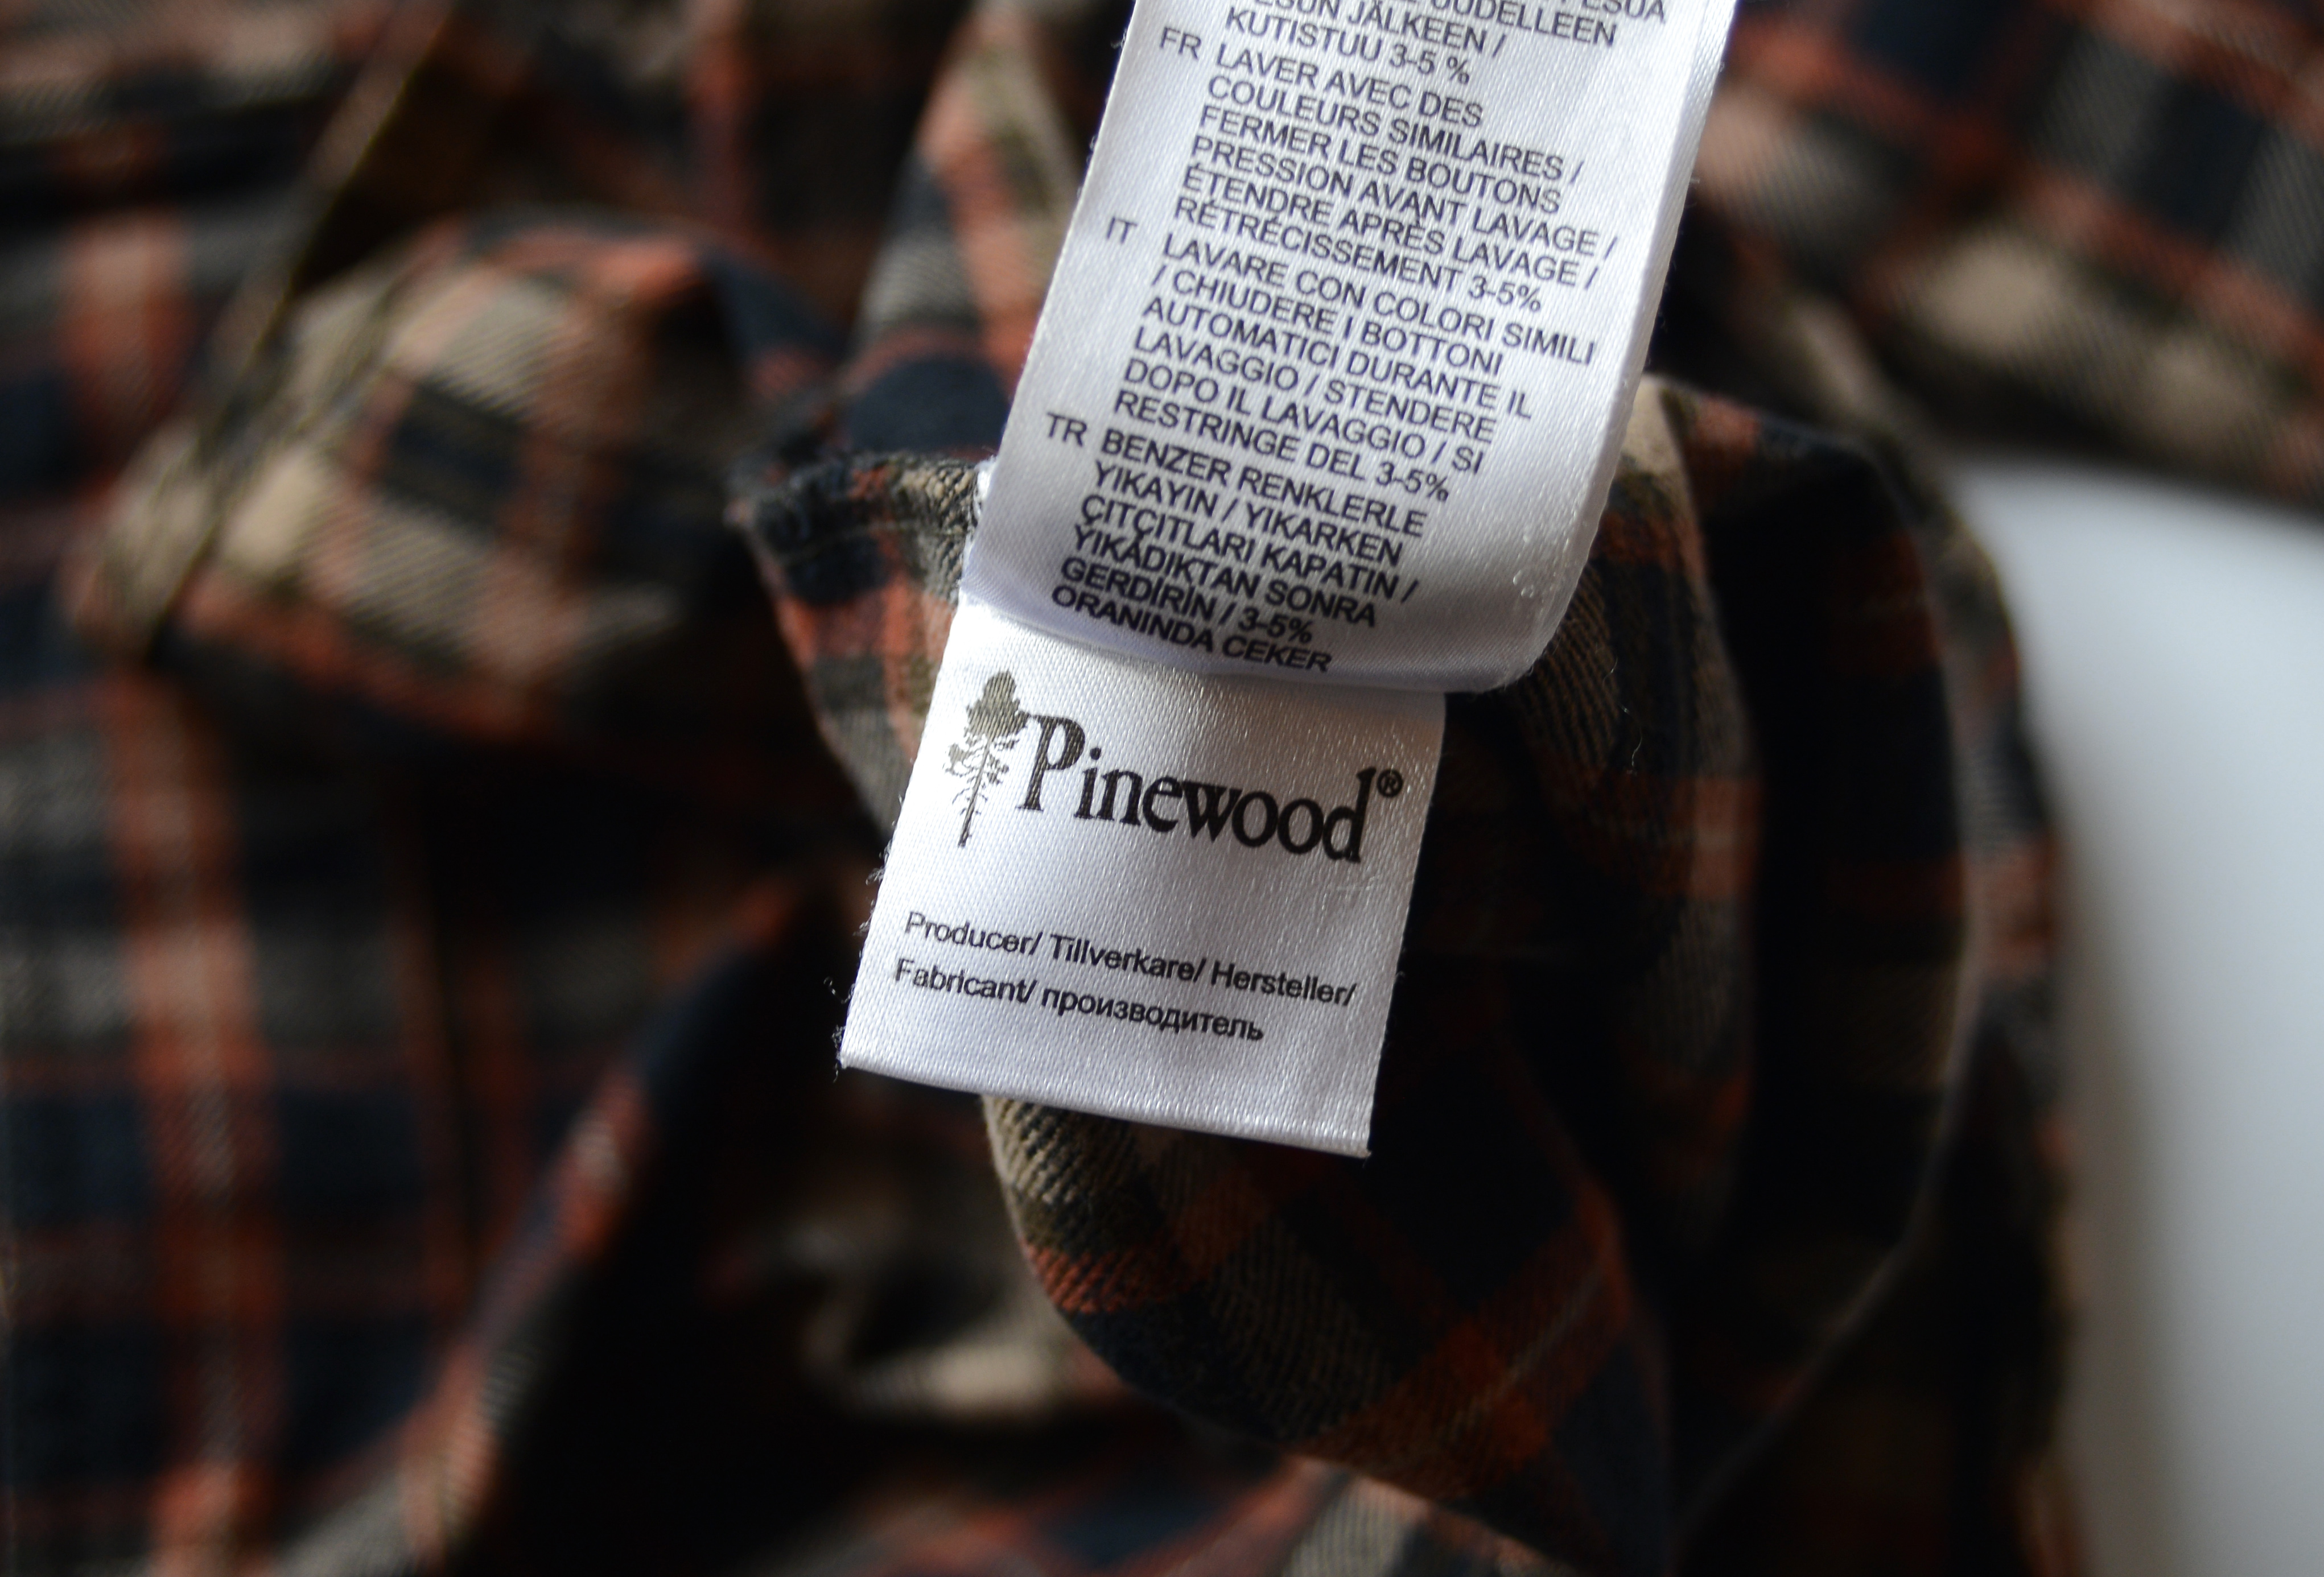 UUDELLEEN
JÄLKEEN /
KUTISTUU 3-5 %
FR LAVER AVEC DES
COULEURS SIMILAIRES /
FERMER LES BOUTONS
PRESSION AVANT LAVAGE /
ÉTENDRE APRÈS LAVAGE /
RÉTRÉCISSEMENT 3-5%
IT LAVARE CON COLORI SIMILI
/ CHIUDERE I BOTTONI
AUTOMATICI DURANTE IL
LAVAGGIO / STENDERE
DOPO IL LAVAGGIO / SI
RESTRINGE DEL 3-5%
TR BENZER RENKLERLE
YIKAYIN / YIKARKEN
ÇITÇITLARI KAPATIN /
YIKADIKTAN SONRA
GERDİRİN / 3-5%
ORANINDA CEKER
Pinewood®
Producer/ Tillverkare/ Hersteller/
Fabricant/ производитель